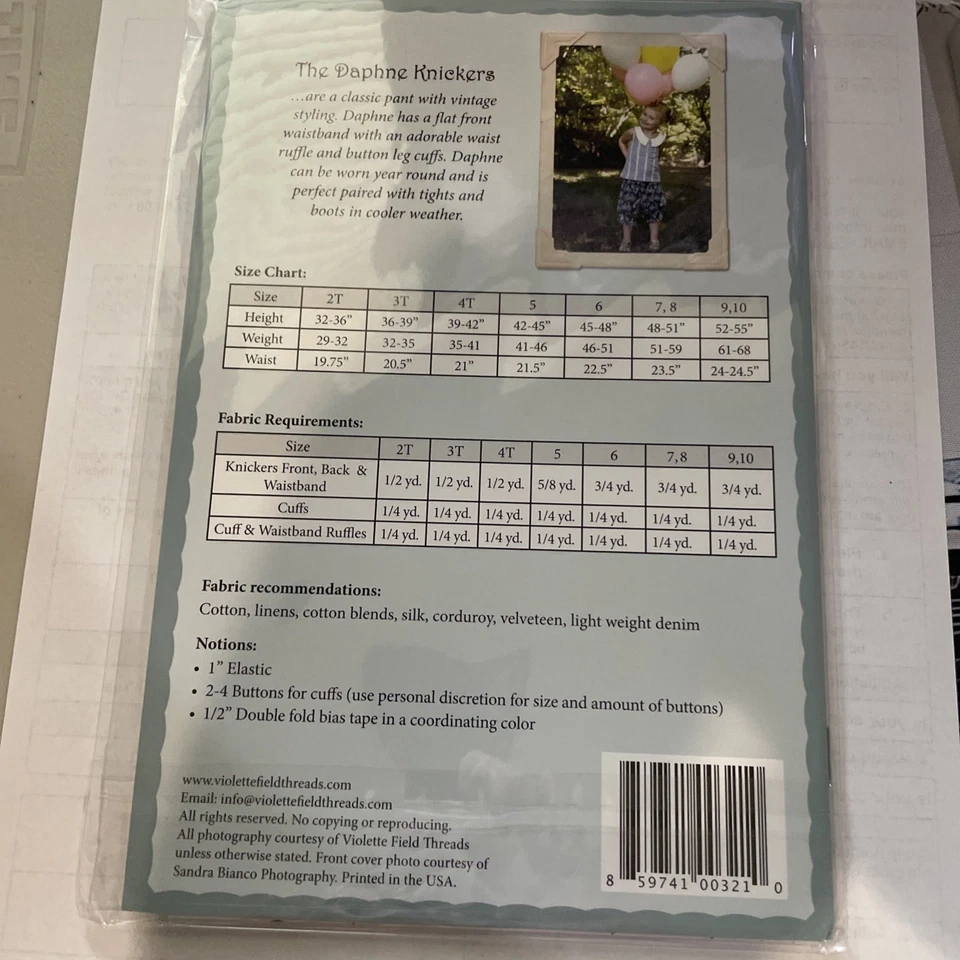 The Daphne Knickers
...are a classic pant with vintage
styling. Daphne has a flat front
waistband with an adorable waist
ruffle and button leg cuffs. Daphne
can be worn year round and is
perfect paired with tights and
boots in cooler weather.
Size Chart:
Size 2T 3T 4T 5 6 7, 8 9,10
Height 32-36” 36-39” 39-42” 42-45” 45-48” 48-51” 52-55”
Weight 29-32 32-35 35-41 41-46 46-51 51-59 61-68
Waist 19.75” 20.5” 21” 21.5” 22.5” 23.5” 24-24.5”
Fabric Requirements:
Size 2T 3T 4T 5 6 7,8 9,10
Knickers Front, Back &
Waistband 1/2 yd. 1/2 yd. 1/2 yd. 5/8 yd. 3/4 yd. 3/4 yd. 3/4 yd.
Cuffs 1/4 yd. 1/4 yd. 1/4 yd. 1/4 yd. 1/4 yd. 1/4 yd. 1/4 yd.
Cuff & Waistband Ruffles 1/4 yd. 1/4 yd. 1/4 yd. 1/4 yd. 1/4 yd. 1/4 yd. 1/4 yd.
Fabric recommendations:
Cotton, linens, cotton blends, silk, corduroy, velveteen, light weight denim
Notions:
• 1” Elastic
• 2-4 Buttons for cuffs (use personal discretion for size and amount of buttons)
• 1/2” Double fold bias tape in a coordinating color
www.violettefieldthreads.com
Email: info@violettefieldthreads.com
All rights reserved. No copying or reproducing.
All photography courtesy of Violette Field Threads
unless otherwise stated. Front cover photo courtesy of
Sandra Bianco Photography. Printed in the USA.
8 59741 00321 0